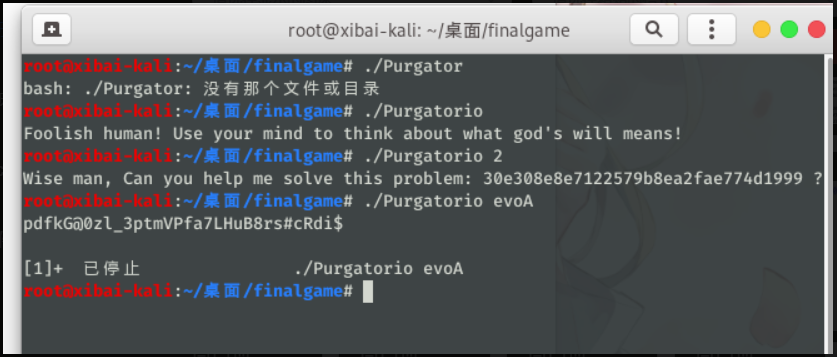 root@xibai-kali: ~/桌面/finalgame
root@xibai-kali:~/桌面/finalgame# ./Purgator
bash: ./Purgator: 没有那个文件或目录
root@xibai-kali:~/桌面/finalgame# ./Purgatorio
Foolish human! Use your mind to think about what god's will means!
root@xibai-kali:~/桌面/finalgame# ./Purgatorio 2
Wise man, Can you help me solve this problem: 30e308e8e7122579b8ea2fae774d1999 ?
root@xibai-kali:~/桌面/finalgame# ./Purgatorio evoA
pdfkG@0zl_3ptmVPfa7LHuB8rs#cRdi$
[1]+  已停止                 ./Purgatorio evoA
root@xibai-kali:~/桌面/finalgame#